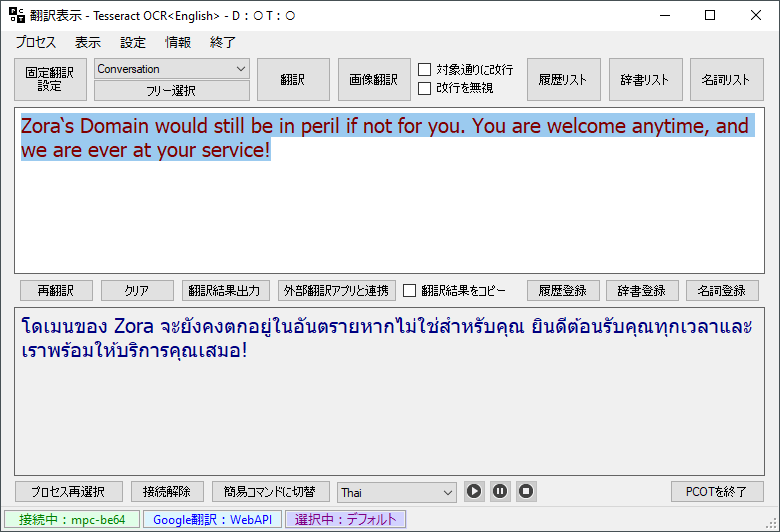 翻訳表示 - Tesseract OCR<English> - D：○ T：○
プロセス 表示 設定 情報 終了
固定翻訳
設定
Conversation
フリー選択
翻訳
画像翻訳
対象通りに改行
改行を無視
履歴リスト
辞書リスト
名詞リスト
Zora‘s Domain would still be in peril if not for you. You are welcome anytime, and
we are ever at your service!
再翻訳 クリア 翻訳結果出力 外部翻訳アプリと連携 翻訳結果をコピー 履歴登録 辞書登録 名詞登録
โดเมนของ Zora จะยังคงตกอยู่ในอันตรายหากไม่ใช่สำหรับคุณ ยินดีต้อนรับคุณทุกเวลาและ
เราพร้อมให้บริการคุณเสมอ!
プロセス再選択 接続解除 簡易コマンドに切替 Thai PCOTを終了
接続中：mpc-be64 Google翻訳：WebAPI 選択中：デフォルト